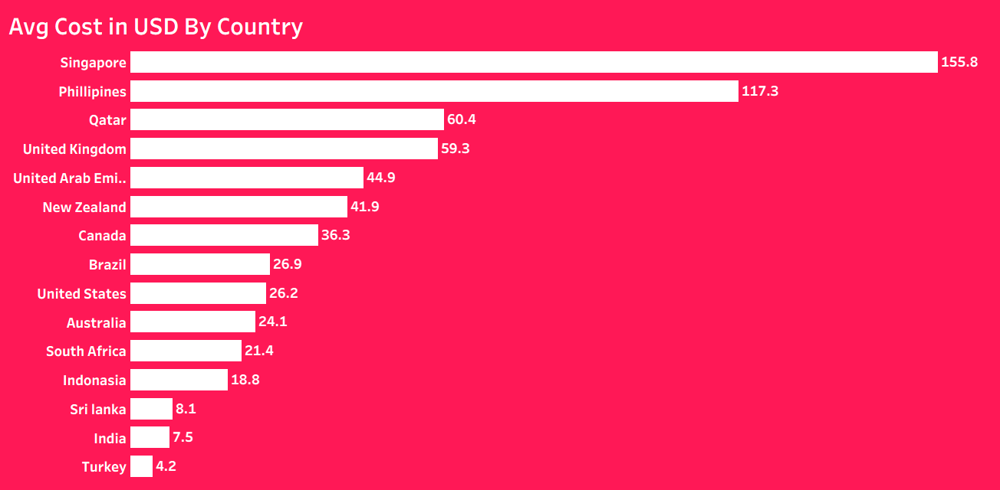 Avg Cost in USD By Country
Singapore 155.8
Phillipines 117.3
Qatar 60.4
United Kingdom 59.3
United Arab Emi.. 44.9
New Zealand 41.9
Canada 36.3
Brazil 26.9
United States 26.2
Australia 24.1
South Africa 21.4
Indonasia 18.8
Sri lanka 8.1
India 7.5
Turkey 4.2